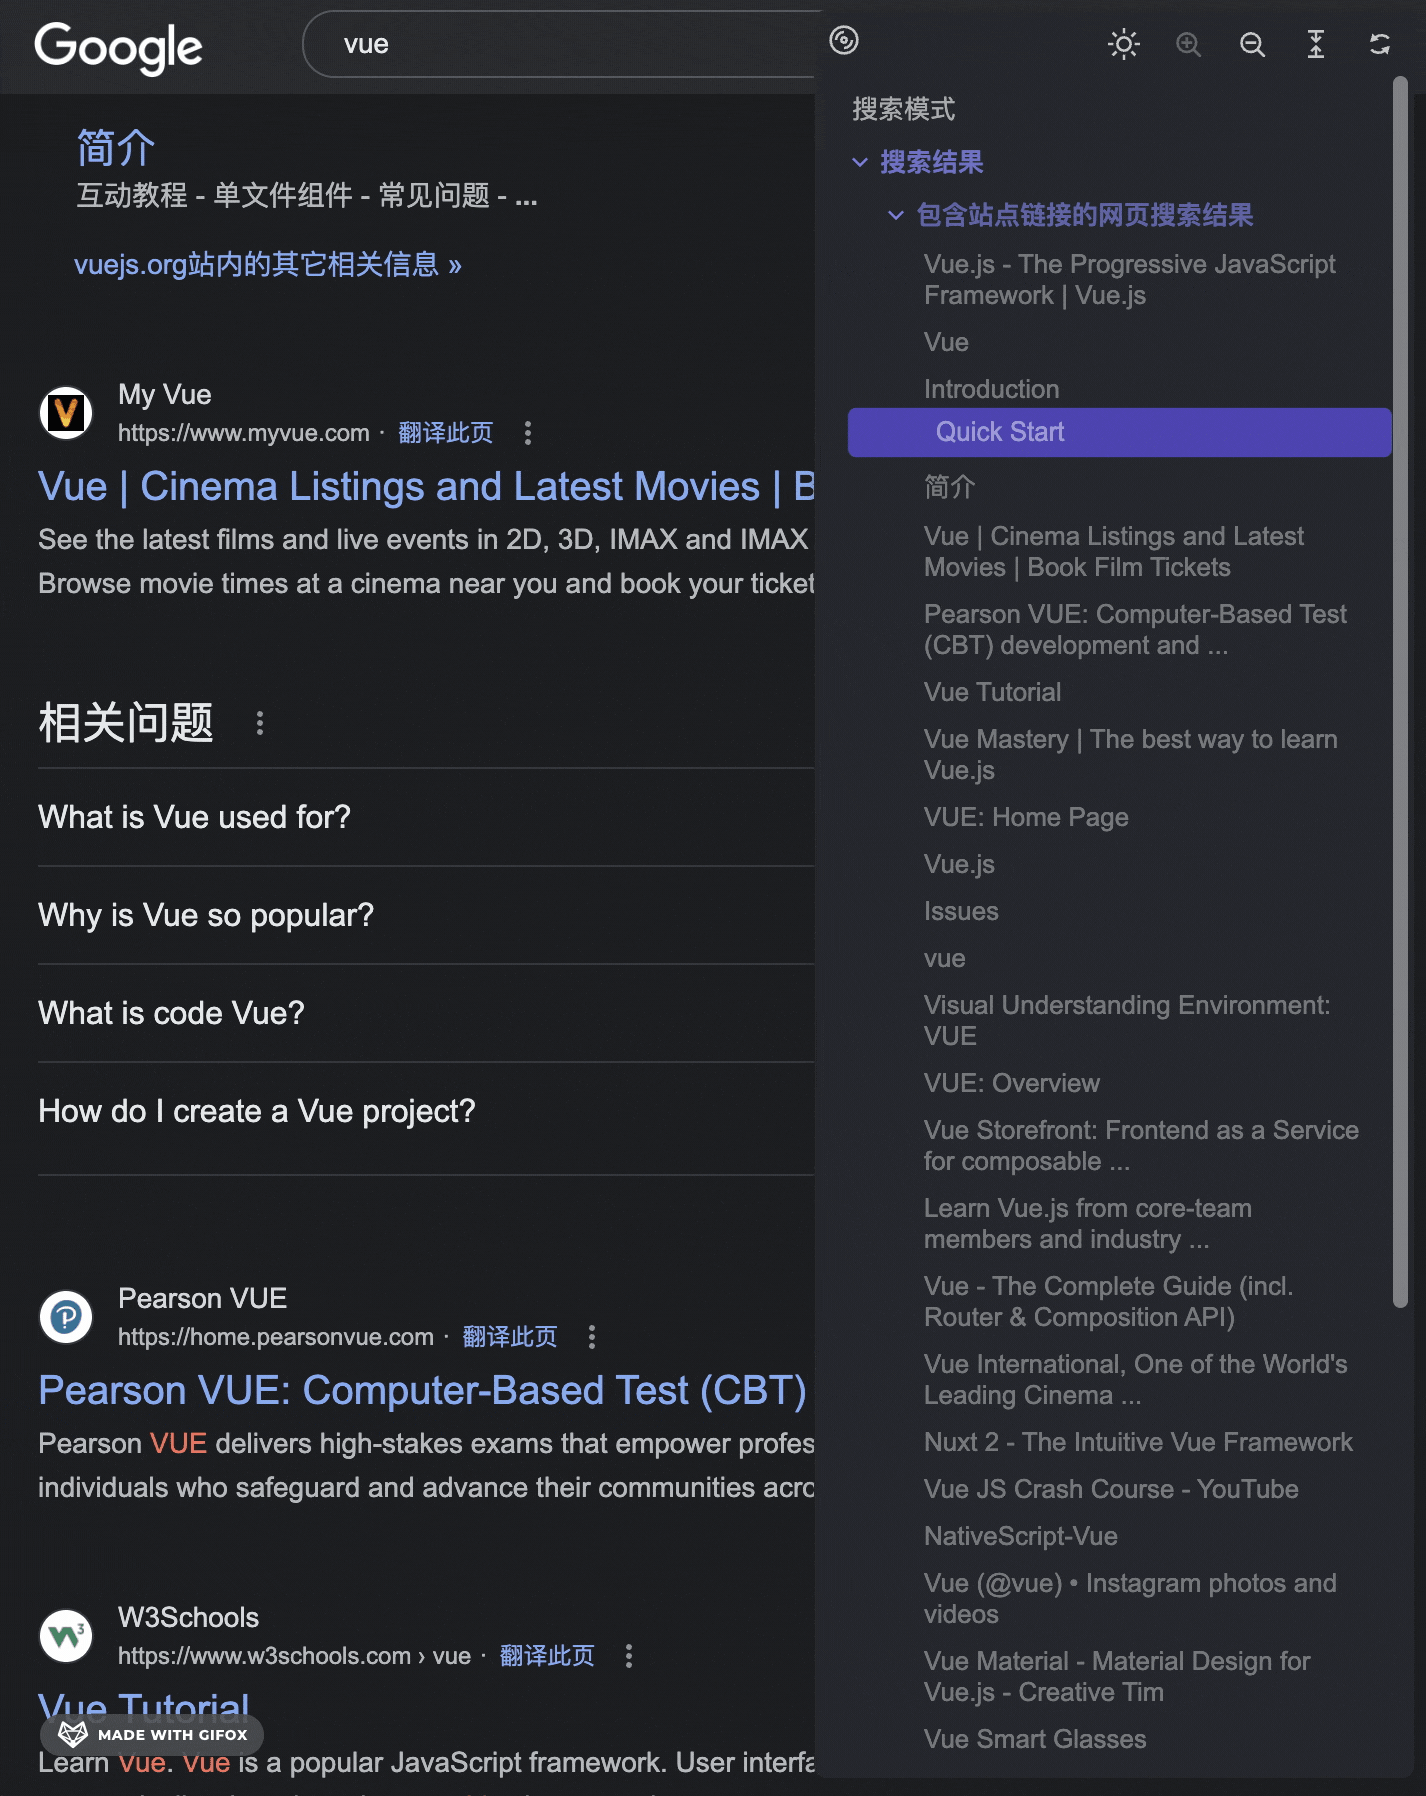 Google
vue
简介
互动教程 - 单文件组件 - 常见问题 - ...
vuejs.org站内的其它相关信息 »
My Vue
https://www.myvue.com · 翻译此页
Vue | Cinema Listings and Latest Movies | B
See the latest films and live events in 2D, 3D, IMAX and IMAX
Browse movie times at a cinema near you and book your ticket
相关问题
What is Vue used for?
Why is Vue so popular?
What is code Vue?
How do I create a Vue project?
Pearson VUE
https://home.pearsonvue.com · 翻译此页
Pearson VUE: Computer-Based Test (CBT)
Pearson VUE delivers high-stakes exams that empower profes
individuals who safeguard and advance their communities acro
W3Schools
https://www.w3schools.com › vue · 翻译此页
Vue Tutorial
MADE WITH GIFOX
Learn Vue. Vue is a popular JavaScript framework. User interfa
搜索模式
搜索结果
包含站点链接的网页搜索结果
Vue.js - The Progressive JavaScript
Framework | Vue.js
Vue
Introduction
Quick Start
简介
Vue | Cinema Listings and Latest
Movies | Book Film Tickets
Pearson VUE: Computer-Based Test
(CBT) development and ...
Vue Tutorial
Vue Mastery | The best way to learn
Vue.js
VUE: Home Page
Vue.js
Issues
vue
Visual Understanding Environment:
VUE
VUE: Overview
Vue Storefront: Frontend as a Service
for composable ...
Learn Vue.js from core-team
members and industry ...
Vue - The Complete Guide (incl.
Router & Composition API)
Vue International, One of the World's
Leading Cinema ...
Nuxt 2 - The Intuitive Vue Framework
Vue JS Crash Course - YouTube
NativeScript-Vue
Vue (@vue) • Instagram photos and
videos
Vue Material - Material Design for
Vue.js - Creative Tim
Vue Smart Glasses